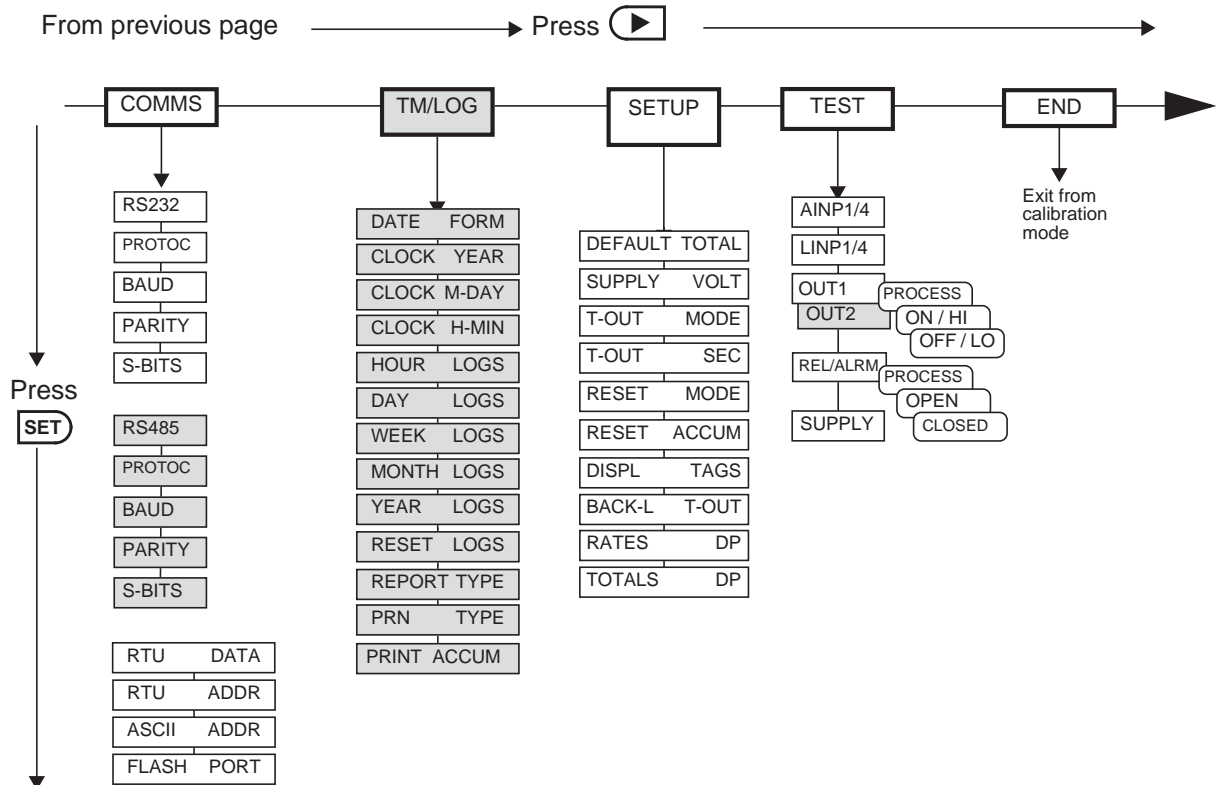 From previous page
Press
COMMS
TM/LOG
SETUP
TEST
END
Press
SET
RS232
PROTOC
BAUD
PARITY
S-BITS
RS485
PROTOC
BAUD
PARITY
S-BITS
RTU DATA
RTU ADDR
ASCII ADDR
FLASH PORT
DATE FORM
CLOCK YEAR
CLOCK M-DAY
CLOCK H-MIN
HOUR LOGS
DAY LOGS
WEEK LOGS
MONTH LOGS
YEAR LOGS
RESET LOGS
REPORT TYPE
PRN TYPE
PRINT ACCUM
DEFAULT TOTAL
SUPPLY VOLT
T-OUT MODE
T-OUT SEC
RESET MODE
RESET ACCUM
DISPL TAGS
BACK-L T-OUT
RATES DP
TOTALS DP
AINP1/4
LINP1/4
OUT1
OUT2
PROCESS
ON / HI
OFF / LO
REL/ALRM
PROCESS
OPEN
CLOSED
SUPPLY
Exit from
calibration
mode